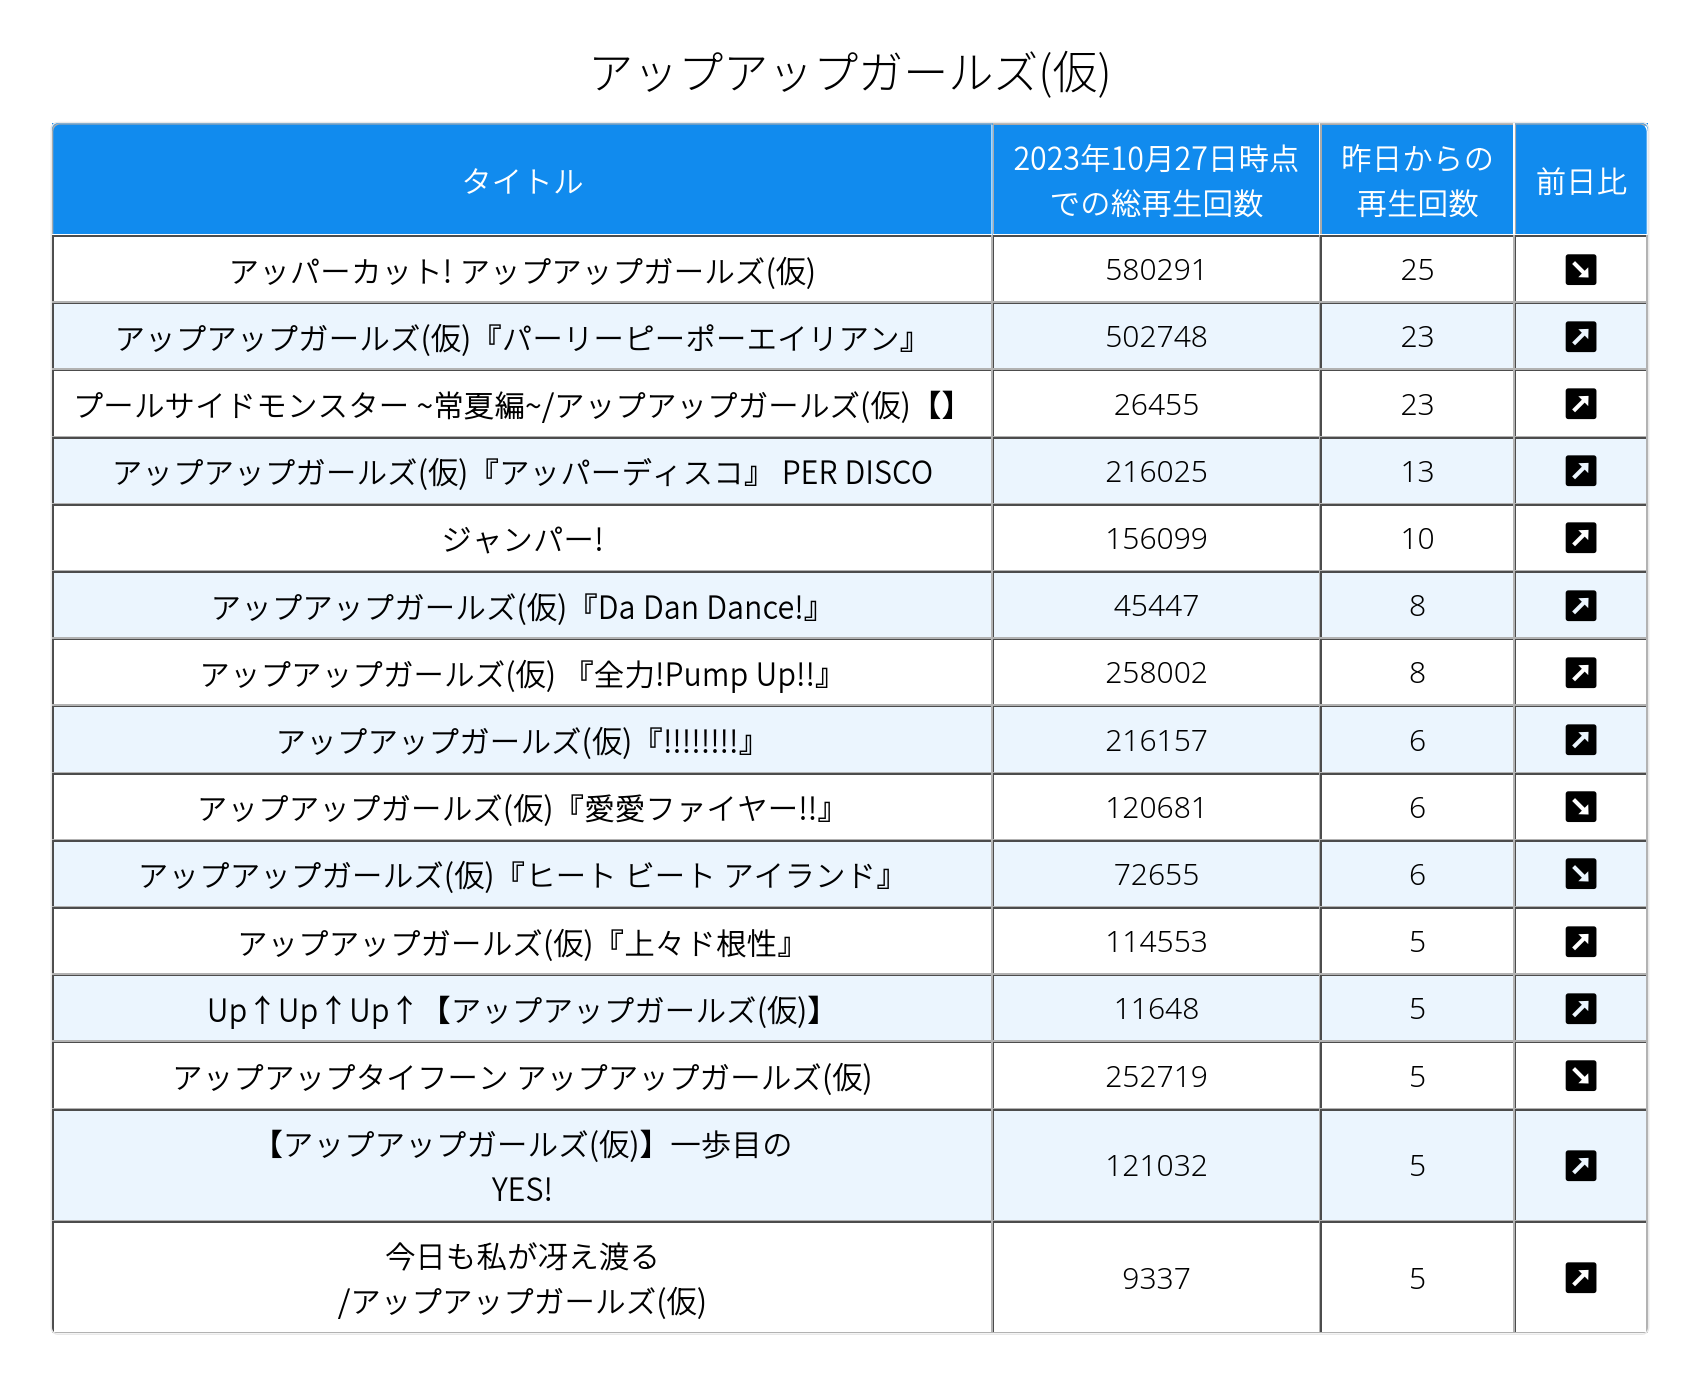 アップアップガールズ(仮)
タイトル
2023年10月27日時点
での総再生回数
昨日からの
再生回数
前日比
アッパーカット! アップアップガールズ(仮) 580291 25 ↘
アップアップガールズ(仮)『パーリーピーポーエイリアン』 502748 23 ↗
プールサイドモンスター ~常夏編~/アップアップガールズ(仮)【】 26455 23 ↗
アップアップガールズ(仮)『アッパーディスコ』 PER DISCO 216025 13 ↗
ジャンパー! 156099 10 ↗
アップアップガールズ(仮)『Da Dan Dance!』 45447 8 ↗
アップアップガールズ(仮) 『全力!Pump Up!!』 258002 8 ↗
アップアップガールズ(仮)『!!!!!!!!』 216157 6 ↗
アップアップガールズ(仮)『愛愛ファイヤー!!』 120681 6 ↘
アップアップガールズ(仮)『ヒート ビート アイランド』 72655 6 ↘
アップアップガールズ(仮)『上々ド根性』 114553 5 ↗
Up↑Up↑Up↑【アップアップガールズ(仮)】 11648 5 ↗
アップアップタイフーン アップアップガールズ(仮) 252719 5 ↘
【アップアップガールズ(仮)】一歩目の
YES! 121032 5 ↗
今日も私が冴え渡る
/アップアップガールズ(仮) 9337 5 ↗